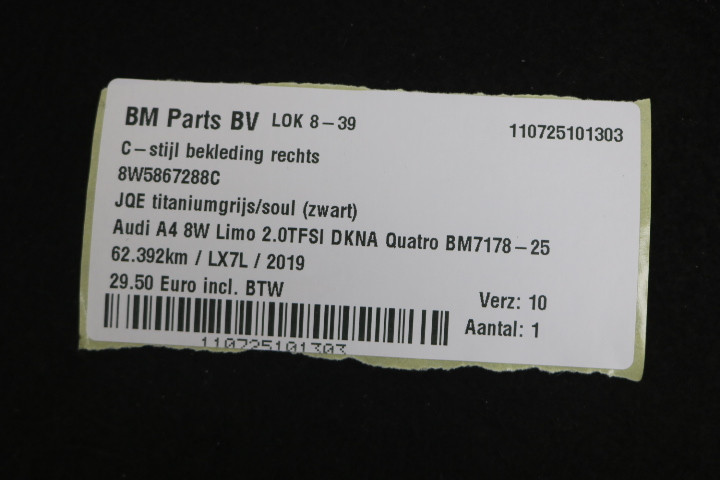 BM Parts BV LOK 8-39 110725101303
C-stijl bekleding rechts
8W5867288C
JQE titaniumgrijs/soul (zwart)
Audi A4 8W Limo 2.0TFSI DKNA Quatro BM7178-25
62.392km / LX7L / 2019
29.50 Euro incl. BTW Verz: 10
Aantal: 1
110725101303